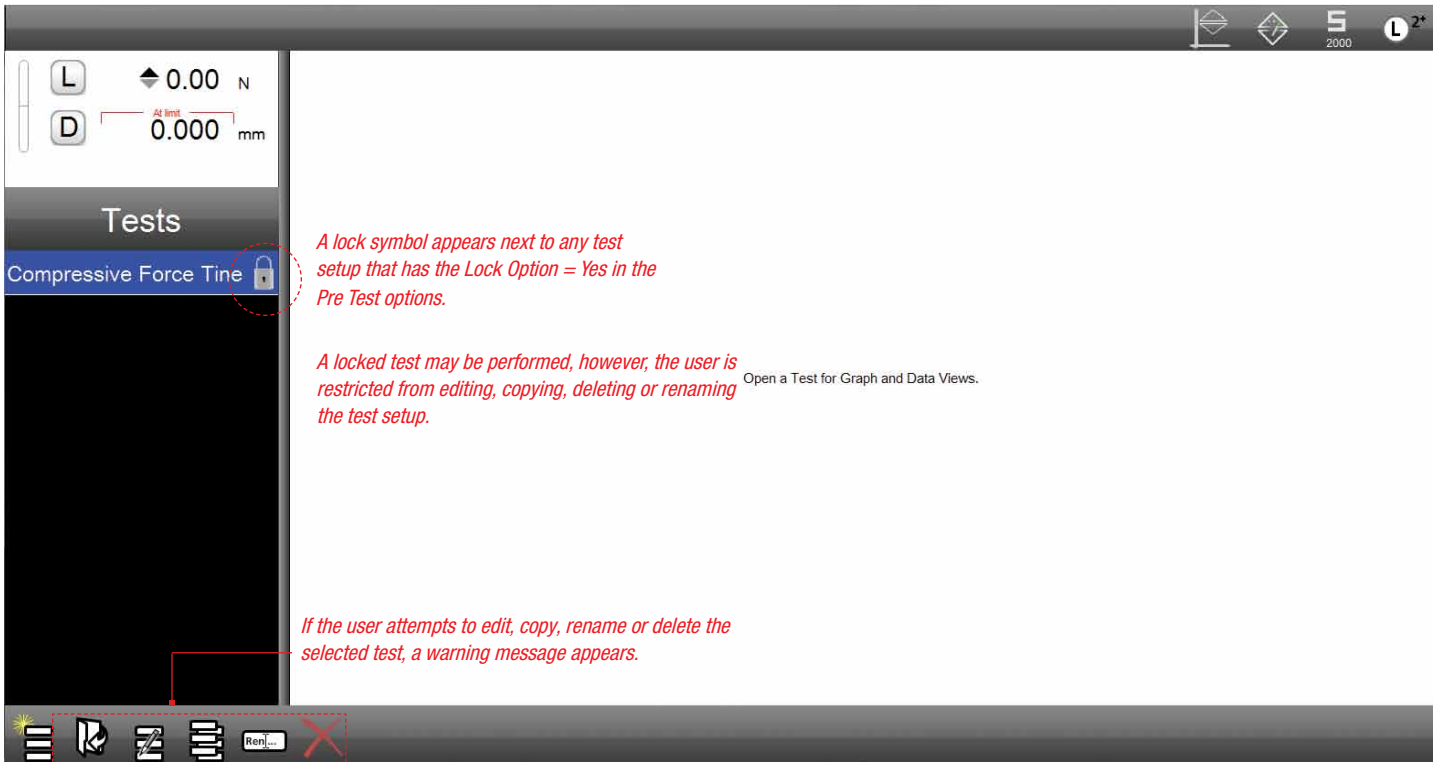 S
2000
L 2+
L 0.00 N
At limit
D 0.000 mm
Tests
Compressive Force Tine
A lock symbol appears next to any test
setup that has the Lock Option = Yes in the
Pre Test options.
A locked test may be performed, however, the user is
restricted from editing, copying, deleting or renaming
the test setup.
Open a Test for Graph and Data Views.
If the user attempts to edit, copy, rename or delete the
selected test, a warning message appears.
Ren...